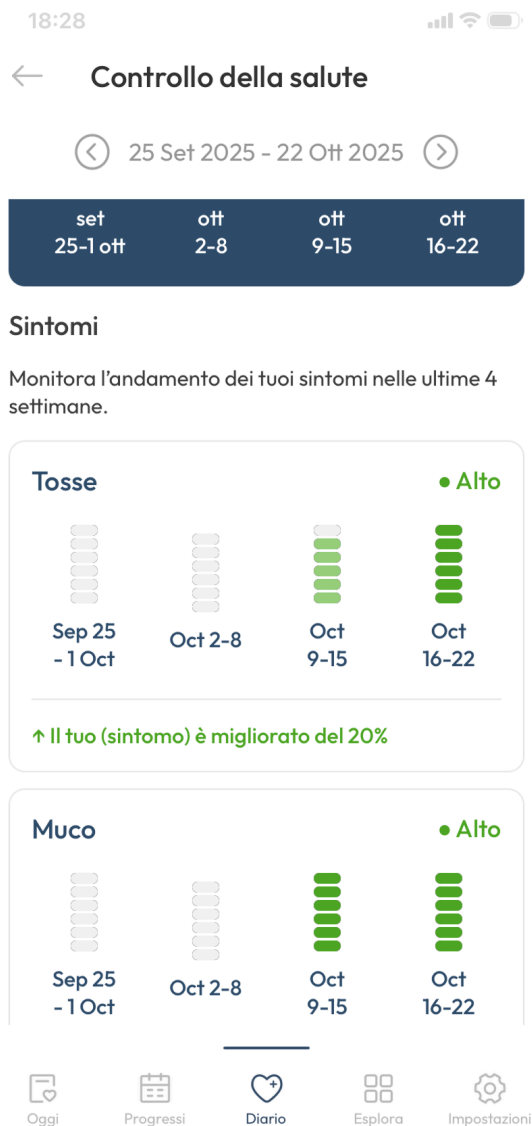 18:28
Controllo della salute
25 Set 2025 - 22 Ott 2025
set ott ott ott
25-1 ott 2-8 9-15 16-22
Sintomi
Monitora l'andamento dei tuoi sintomi nelle ultime 4
settimane.
Tosse
Alto
Sep 25
- 1 Oct
Oct 2-8
Oct
9-15
Oct
16-22
↑ Il tuo (sintomo) è migliorato del 20%
Muco
Alto
Sep 25
- 1 Oct
Oct 2-8
Oct
9-15
Oct
16-22
Oggi
Progressi
Diario
Esplora
Impostazioni